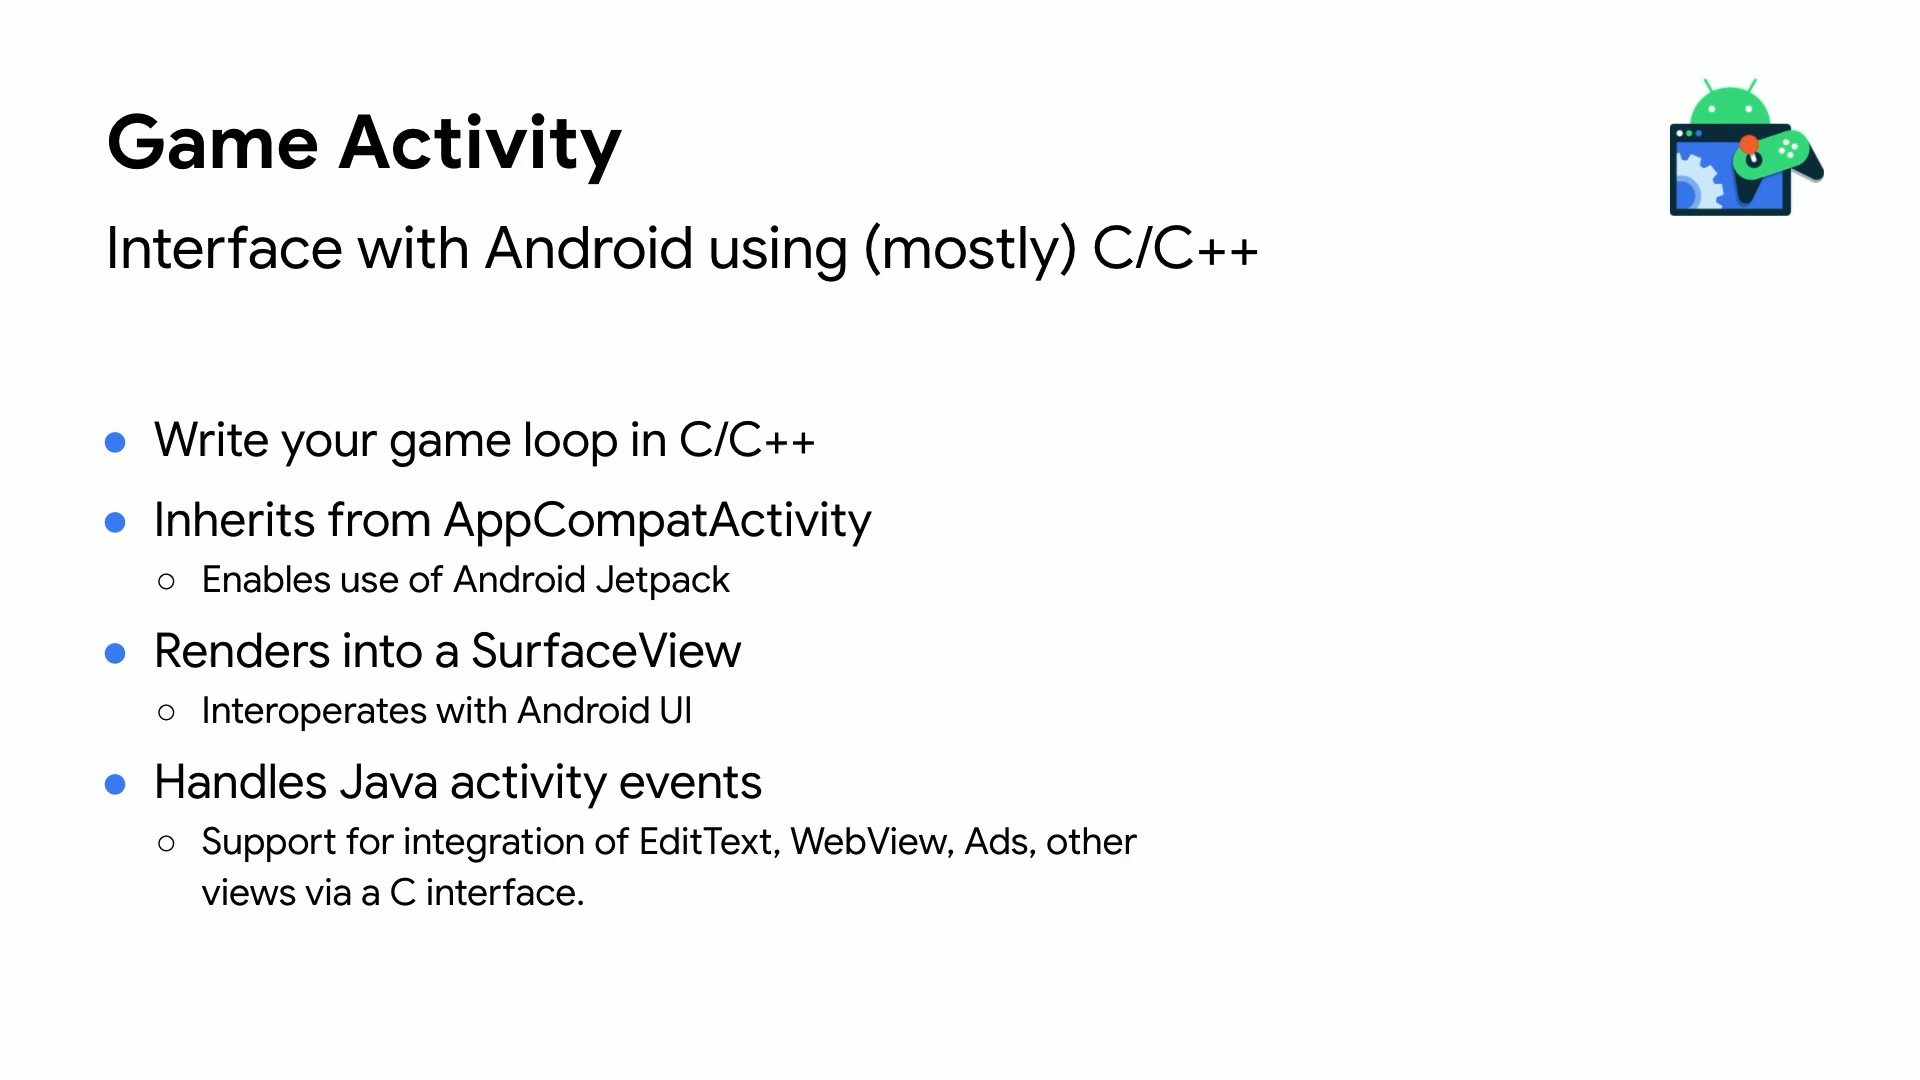 Game Activity
Interface with Android using (mostly) C/C++
● Write your game loop in C/C++
● Inherits from AppCompatActivity
○ Enables use of Android Jetpack
● Renders into a SurfaceView
○ Interoperates with Android UI
● Handles Java activity events
○ Support for integration of EditText, WebView, Ads, other
views via a C interface.